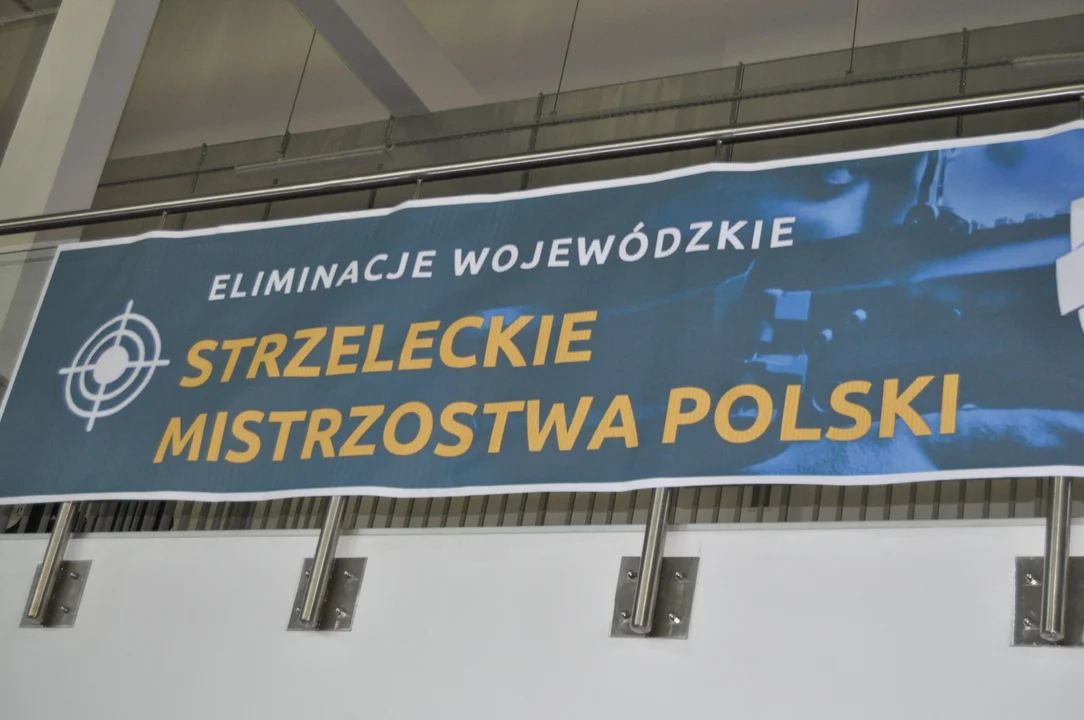 ELIMINACJE WOJEWÓDZKIE
STRZELECKIE
MISTRZOSTWA POLSKI